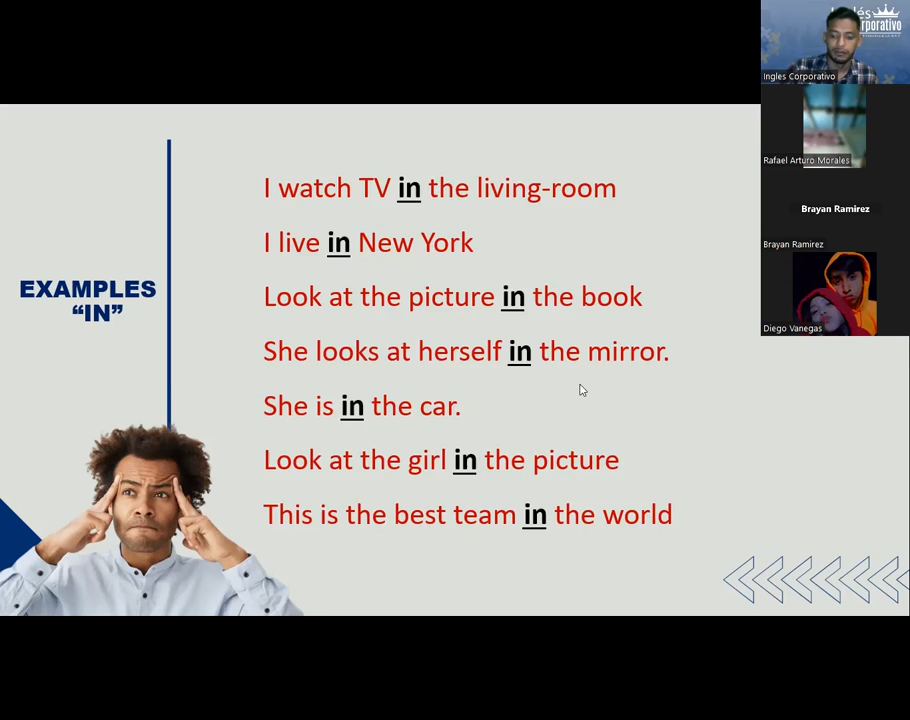 EXAMPLES
“IN”
I watch TV in the living-room
I live in New York
Look at the picture in the book
She looks at herself in the mirror.
She is in the car.
Look at the girl in the picture
This is the best team in the world
Ingles Corporativo
Rafael Arturo Morales
Brayan Ramirez
Brayan Ramirez
Diego Vanegas